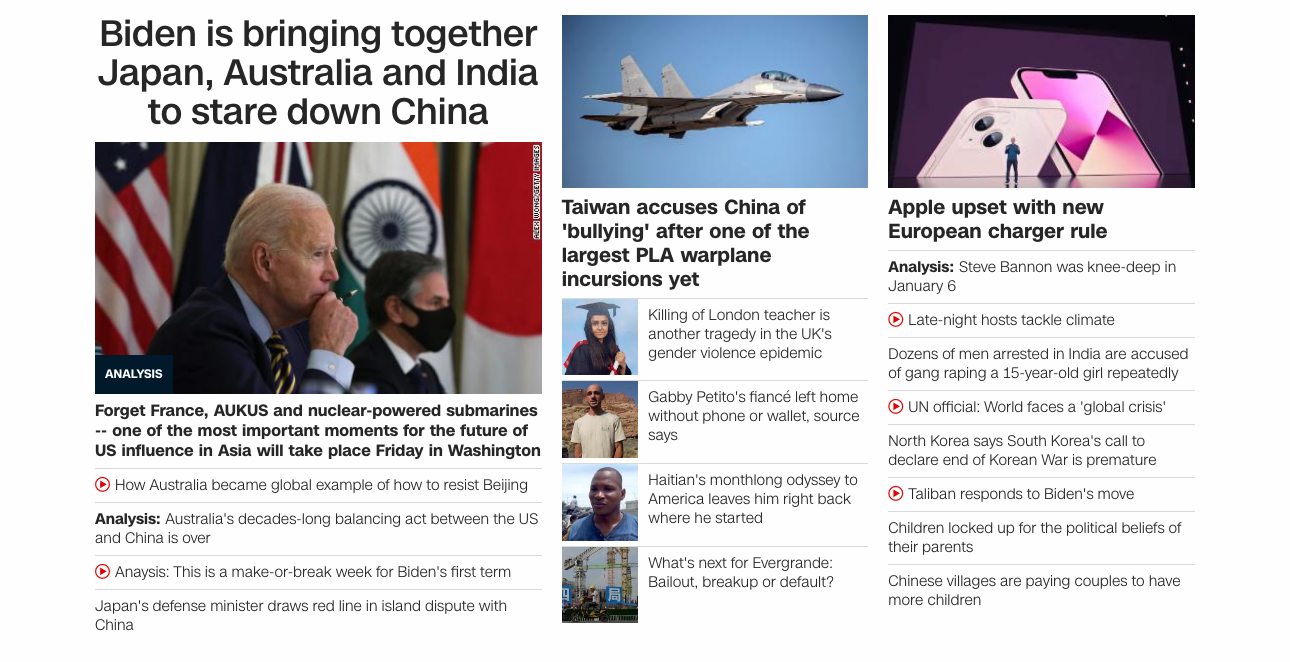 Biden is bringing together
Japan, Australia and India
to stare down China
ALEX WONG/GETTY IMAGES
ANALYSIS
Forget France, AUKUS and nuclear-powered submarines
-- one of the most important moments for the future of
US influence in Asia will take place Friday in Washington
How Australia became global example of how to resist Beijing
Analysis: Australia's decades-long balancing act between the US
and China is over
Anaysis: This is a make-or-break week for Biden's first term
Japan's defense minister draws red line in island dispute with
China
Taiwan accuses China of
'bullying' after one of the
largest PLA warplane
incursions yet
Killing of London teacher is
another tragedy in the UK's
gender violence epidemic
Gabby Petito's fiancé left home
without phone or wallet, source
says
Haitian's monthlong odyssey to
America leaves him right back
where he started
What's next for Evergrande:
Bailout, breakup or default?
Apple upset with new
European charger rule
Analysis: Steve Bannon was knee-deep in
January 6
Late-night hosts tackle climate
Dozens of men arrested in India are accused
of gang raping a 15-year-old girl repeatedly
UN official: World faces a 'global crisis'
North Korea says South Korea's call to
declare end of Korean War is premature
Taliban responds to Biden's move
Children locked up for the political beliefs of
their parents
Chinese villages are paying couples to have
more children